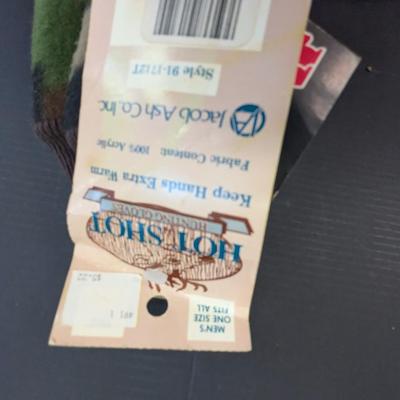 MEN'S
ONE SIZE
FITS ALL
HOT SHOT
HUNTING GLOVES
Keep Hands Extra Warm
Fabric Content: 100% Acrylic
Jacob Ash Co. Inc.
Style 91-1712T